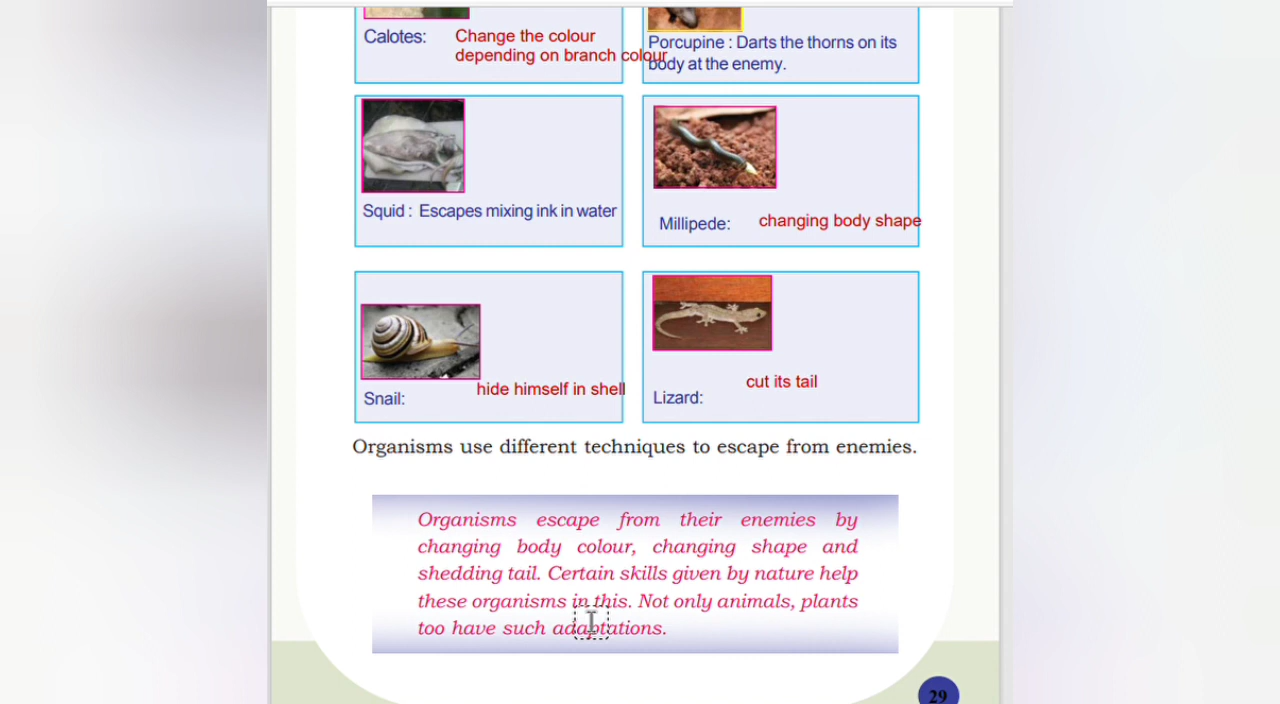 Calotes: Change the colour
depending on branch colour
Porcupine : Darts the thorns on its
body at the enemy.
Squid : Escapes mixing ink in water
Millipede: changing body shape
hide himself in shell
Snail:
cut its tail
Lizard:
Organisms use different techniques to escape from enemies.
Organisms escape from their enemies by
changing body colour, changing shape and
shedding tail. Certain skills given by nature help
these organisms in this. Not only animals, plants
too have such adaptations.
29